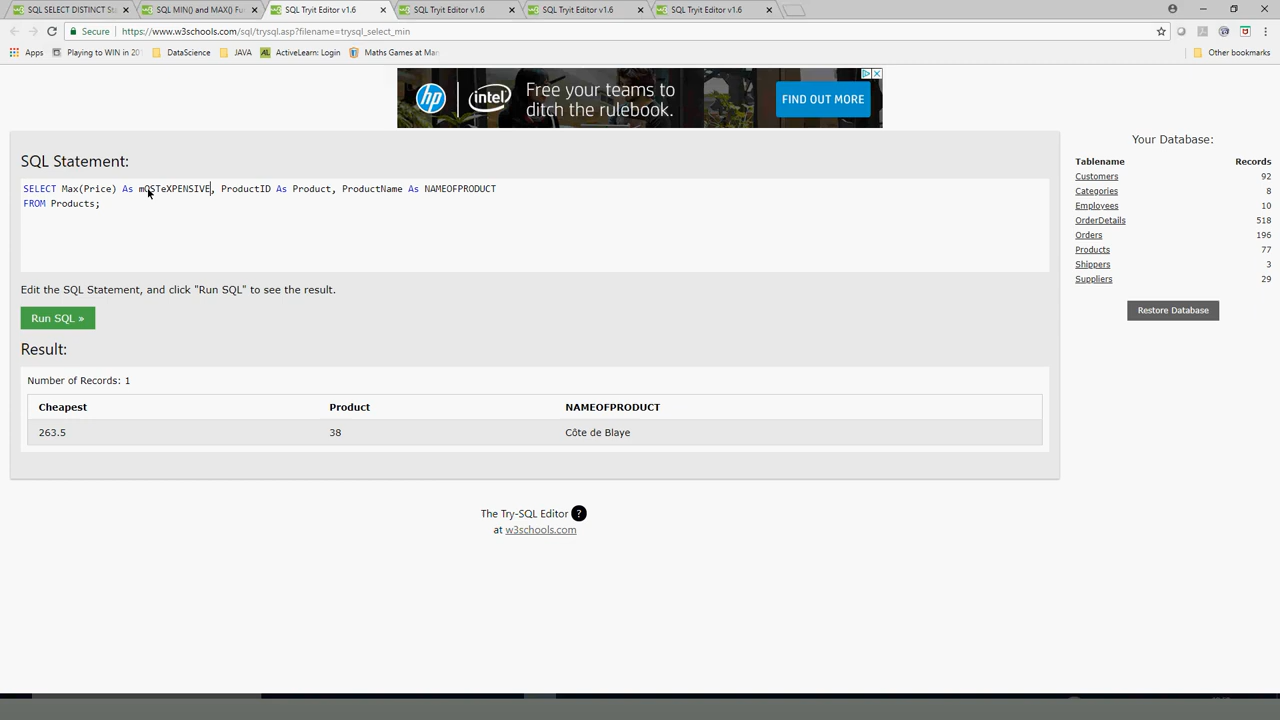 SQL SELECT DISTINCT St
SQL MIN() and MAX() Fu
SQL Tryit Editor v1.6
SQL Tryit Editor v1.6
SQL Tryit Editor v1.6
SQL Tryit Editor v1.6
Secure
https://www.w3schools.com/sql/trysql.asp?filename=trysql_select_min
Apps
Playing to WIN in 20
DataScience
JAVA
AL ActiveLearn: Login
Maths Games at Mar
Other bookmarks
hp
intel
Free your teams to
ditch the rulebook.
FIND OUT MORE
SQL Statement:
SELECT Max(Price) As mOSTeXPENSIVE, ProductID As Product, ProductName As NAMEOFPRODUCT
FROM Products;
Edit the SQL Statement, and click "Run SQL" to see the result.
Run SQL »
Result:
Number of Records: 1
Cheapest Product NAMEOFPRODUCT
263.5 38 Côte de Blaye
The Try-SQL Editor ?
at w3schools.com
Your Database:
Tablename Records
Customers 92
Categories 8
Employees 10
OrderDetails 518
Orders 196
Products 77
Shippers 3
Suppliers 29
Restore Database